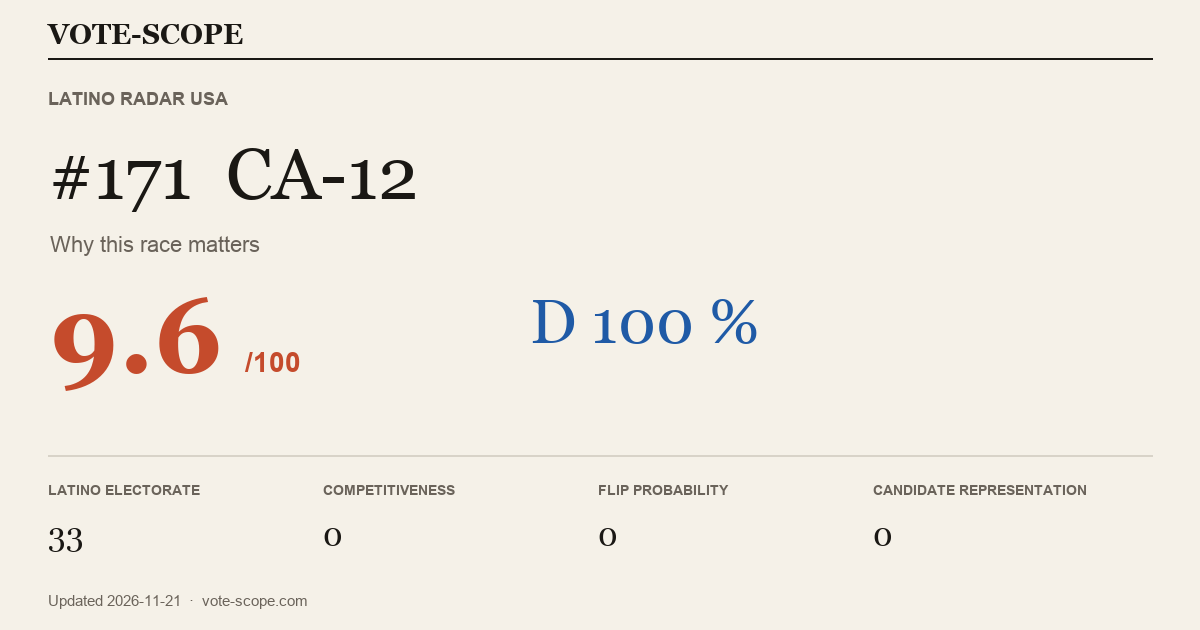 VOTE-SCOPE
LATINO RADAR USA
#171 CA-12
Why this race matters
9.6 /100
D 100 %
LATINO ELECTORATE
33
COMPETITIVENESS
0
FLIP PROBABILITY
0
CANDIDATE REPRESENTATION
0
Updated 2026-11-21 · vote-scope.com